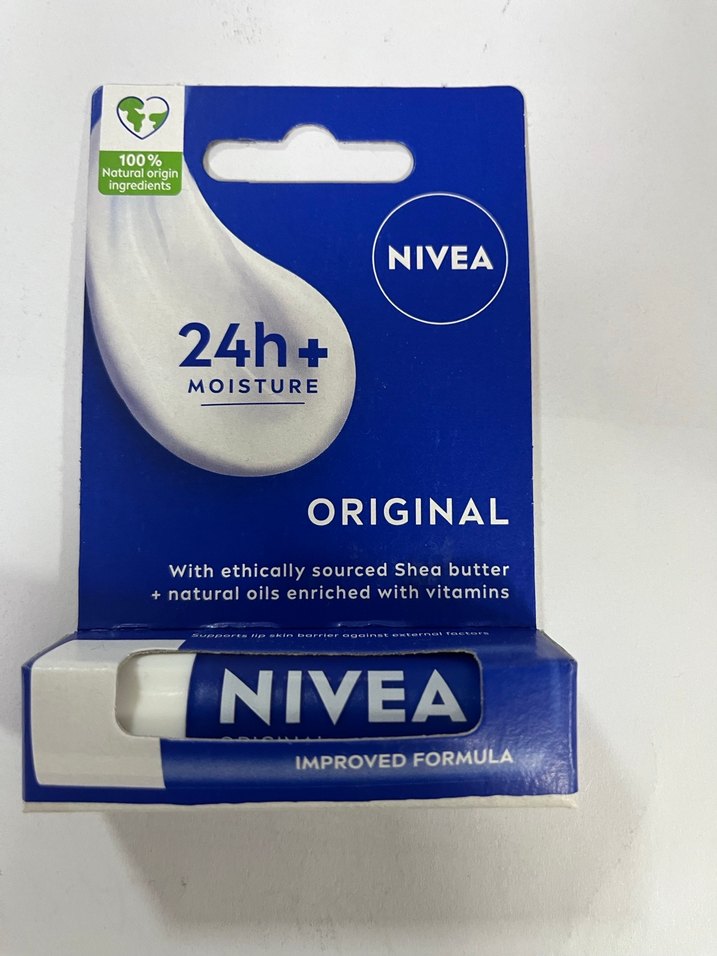 100%
Natural origin
ingredients
NIVEA
24h+
MOISTURE
ORIGINAL
With ethically sourced Shea butter
+ natural oils enriched with vitamins
Supports lip skin barrier against external factors
NIVEA
ORIGINAL
IMPROVED FORMULA